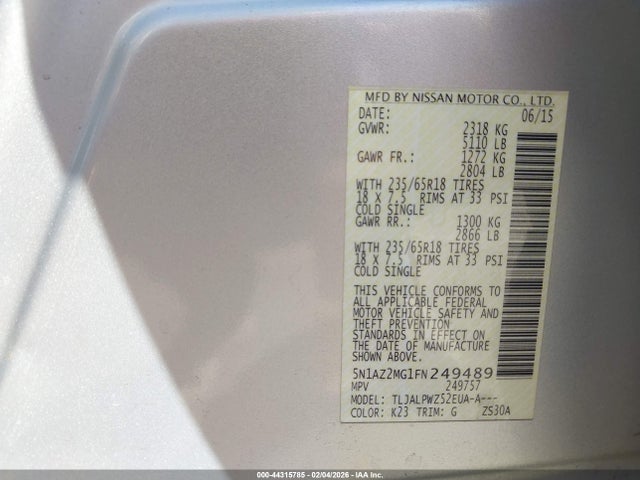 MFD BY NISSAN MOTOR CO., LTD.
DATE: 06/15
GVWR: 2318 KG
5110 LB
GAWR FR.: 1272 KG
2804 LB
WITH 235/65R18 TIRES
18 X 7.5 RIMS AT 33 PSI
COLD SINGLE
GAWR RR.: 1300 KG
2866 LB
WITH 235/65R18 TIRES
18 X 7.5 RIMS AT 33 PSI
COLD SINGLE
THIS VEHICLE CONFORMS TO
ALL APPLICABLE FEDERAL
MOTOR VEHICLE SAFETY AND
THEFT PREVENTION
STANDARDS IN EFFECT ON
THE DATE OF MANUFACTURE
SHOWN ABOVE.
5N1AZ2MG1FN249489
MPV 249757
MODEL: TLJALPWZ52EUA-A---
COLOR: K23 TRIM: G ZS30A
000-44315785 - 02/04/2026 - IAA Inc.